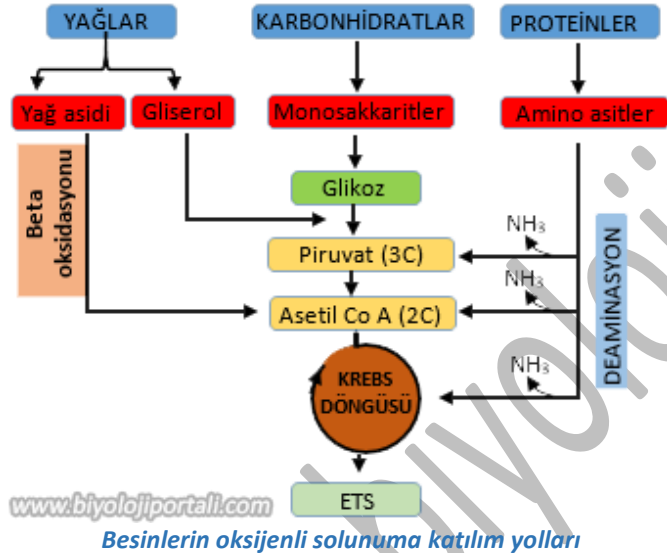 YAĞLAR
KARBONHİDRATLAR
PROTEİNLER
Yağ asidi
Gliserol
Monosakkaritler
Amino asitler
Beta
oksidasyonu
Glikoz
NH₃
Piruvat (3C)
NH₃
DEAMİNASYON
Asetil Co A (2C)
NH₃
KREBS
DÖNGÜSÜ
ETS
www.biyolojiportali.com
Besinlerin oksijenli solunuma katılım yolları
biyoloji